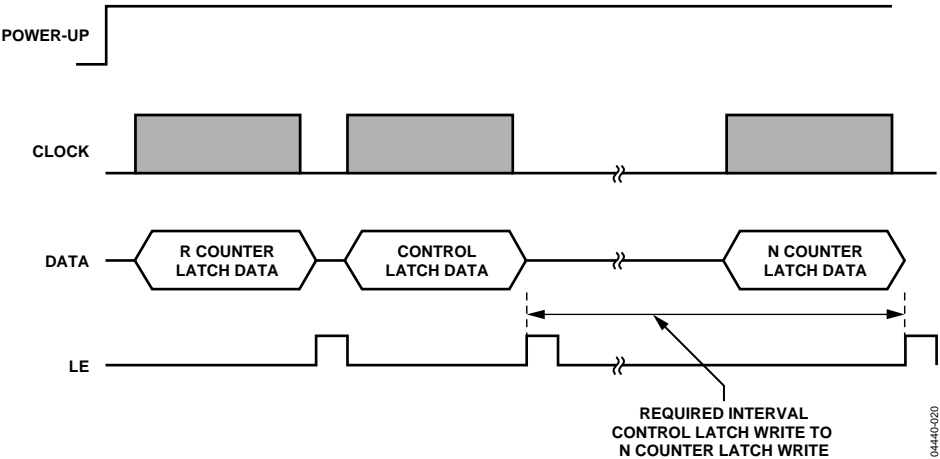 POWER-UP
CLOCK
DATA
R COUNTER
LATCH DATA
CONTROL
LATCH DATA
N COUNTER
LATCH DATA
LE
REQUIRED INTERVAL
CONTROL LATCH WRITE TO
N COUNTER LATCH WRITE
04440-020